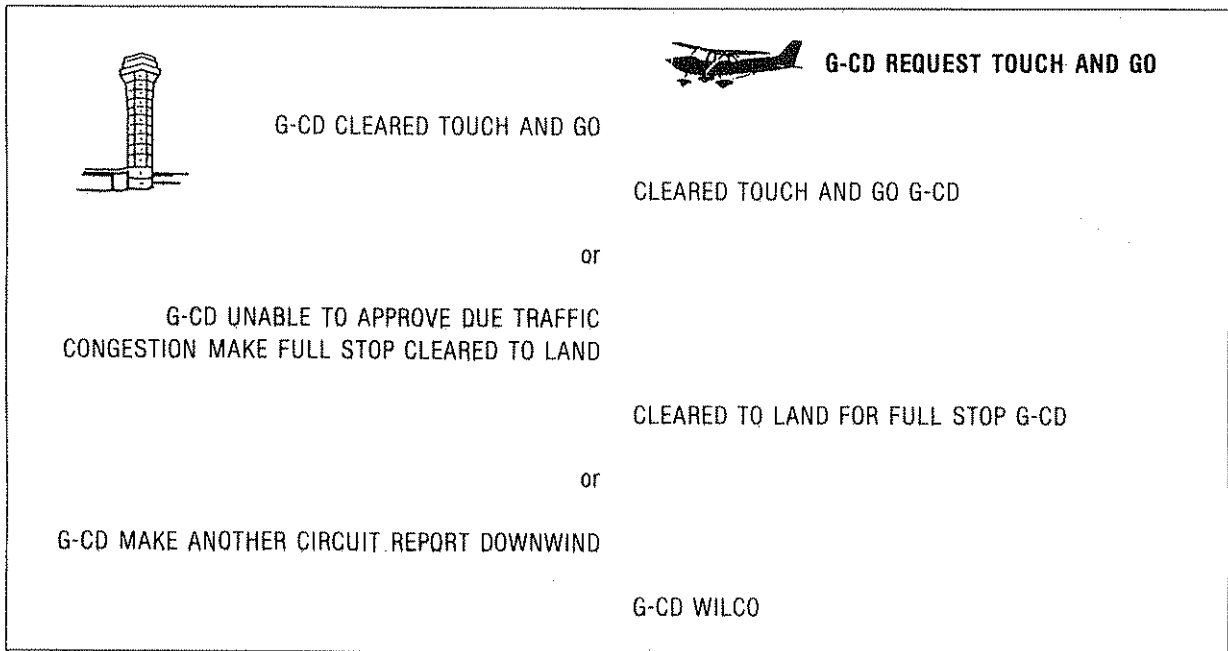 G-CD REQUEST TOUCH AND GO
G-CD CLEARED TOUCH AND GO
CLEARED TOUCH AND GO G-CD
or
G-CD UNABLE TO APPROVE DUE TRAFFIC
CONGESTION MAKE FULL STOP CLEARED TO LAND
CLEARED TO LAND FOR FULL STOP G-CD
or
G-CD MAKE ANOTHER CIRCUIT REPORT DOWNWIND
G-CD WILCO